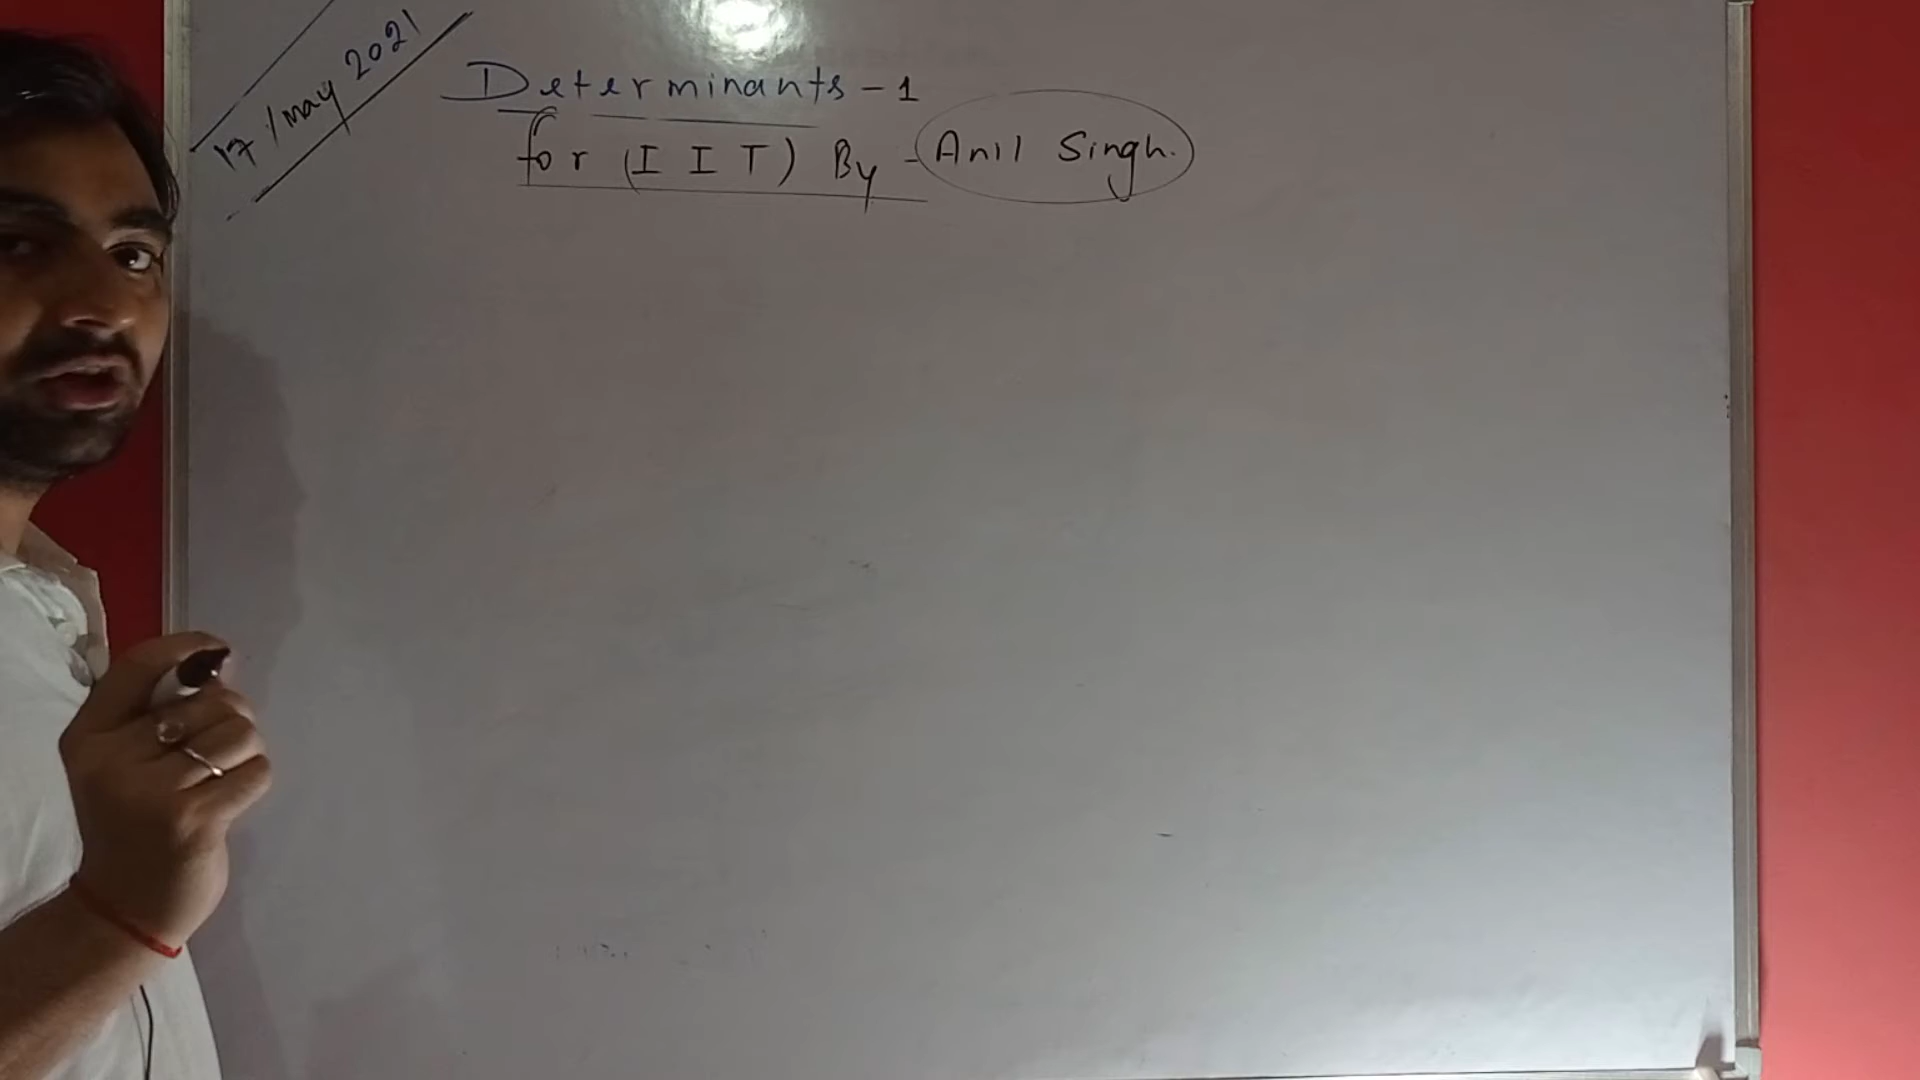 17/may 2021
Determinants-1
for (IIT) By - Anil Singh.